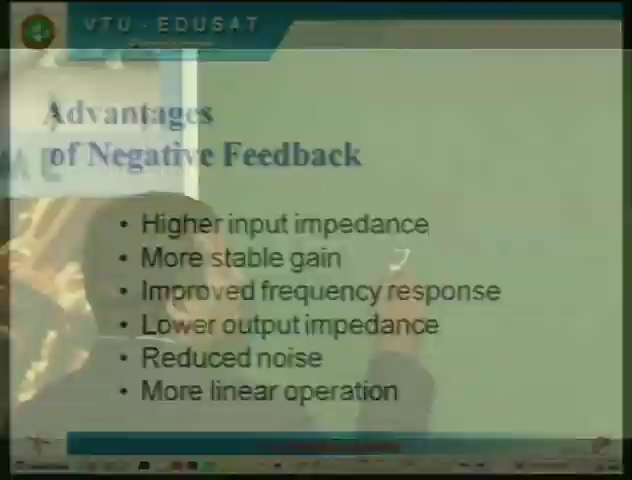 VTU - EDUSAT
Advantages
of Negative Feedback
• Higher input impedance
• More stable gain
• Improved frequency response
• Lower output impedance
• Reduced noise
• More linear operation